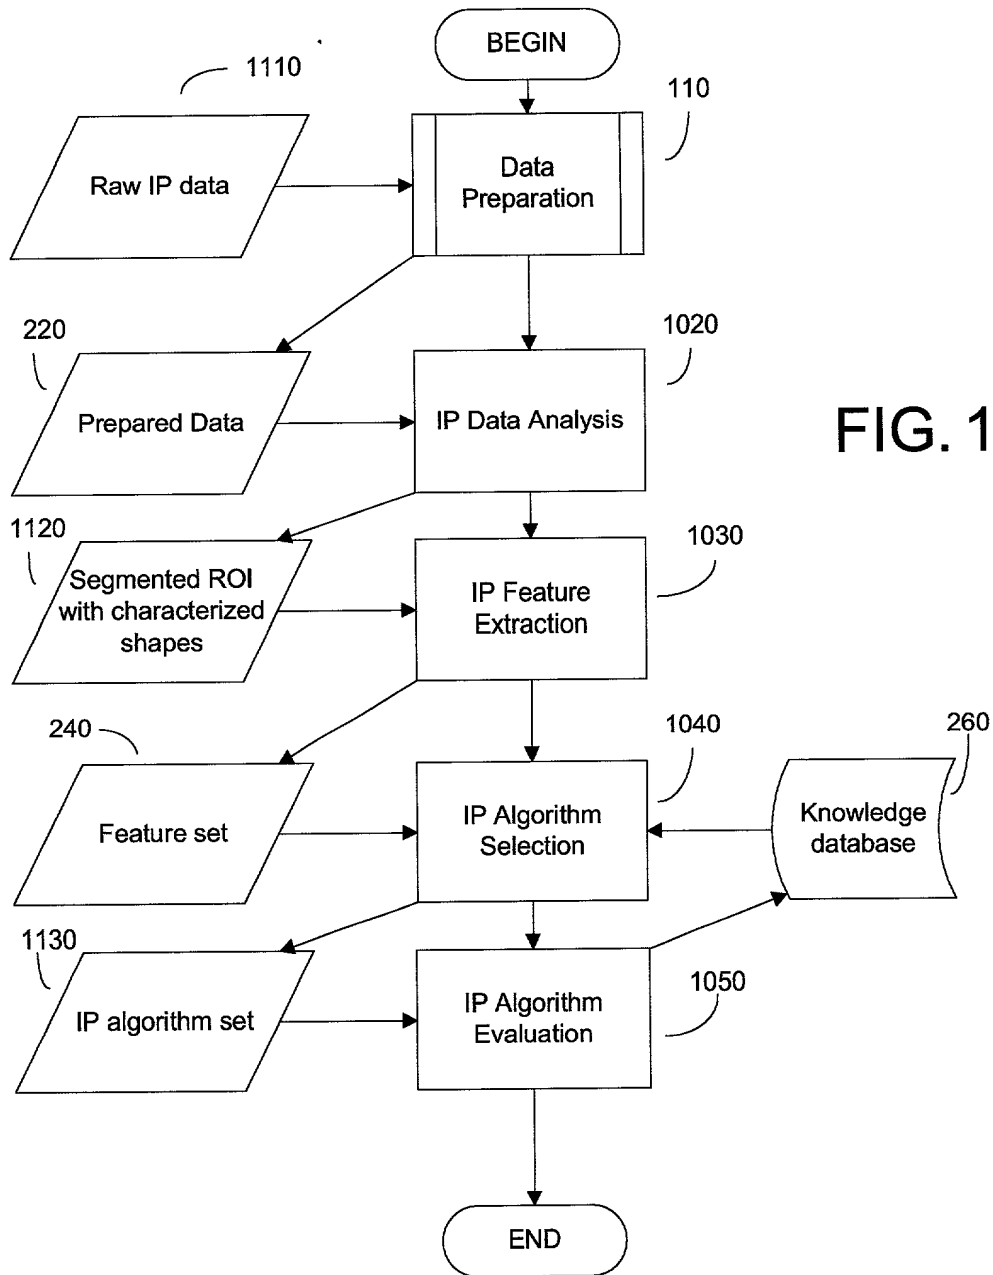 BEGIN
1110
110
Raw IP data
Data
Preparation
220
1020
Prepared Data
IP Data Analysis
FIG. 1
1120
1030
Segmented ROI
with characterized
shapes
IP Feature
Extraction
240
1040
260
Feature set
IP Algorithm
Selection
Knowledge
database
1130
1050
IP algorithm set
IP Algorithm
Evaluation
END